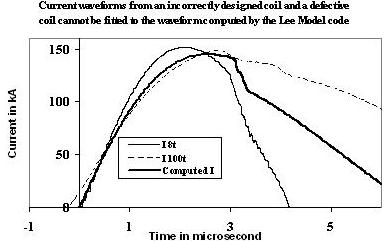 Current waveforms from an incorrectly designed coil and a defective
coil cannot be fitted to the waveform computed by the Lee Model code
150
100
50
0
Current in kA
I 8t
I 100t
Computed I
-1 1 3 5
Time in microsecond